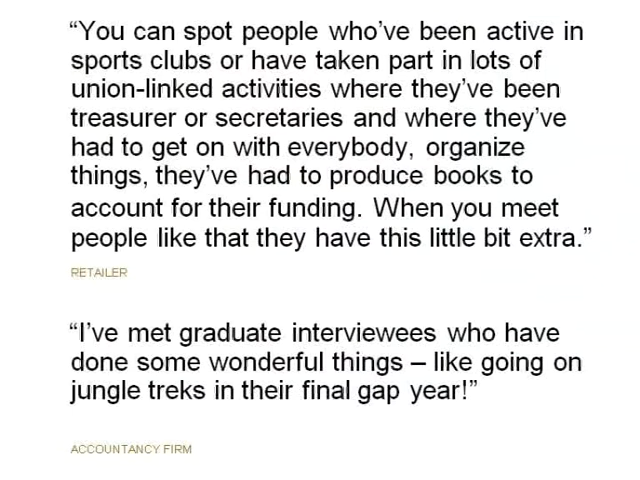 “You can spot people who’ve been active in
sports clubs or have taken part in lots of
union-linked activities where they’ve been
treasurer or secretaries and where they’ve
had to get on with everybody, organize
things, they’ve had to produce books to
account for their funding. When you meet
people like that they have this little bit extra.”
RETAILER
“I’ve met graduate interviewees who have
done some wonderful things – like going on
jungle treks in their final gap year!”
ACCOUNTANCY FIRM